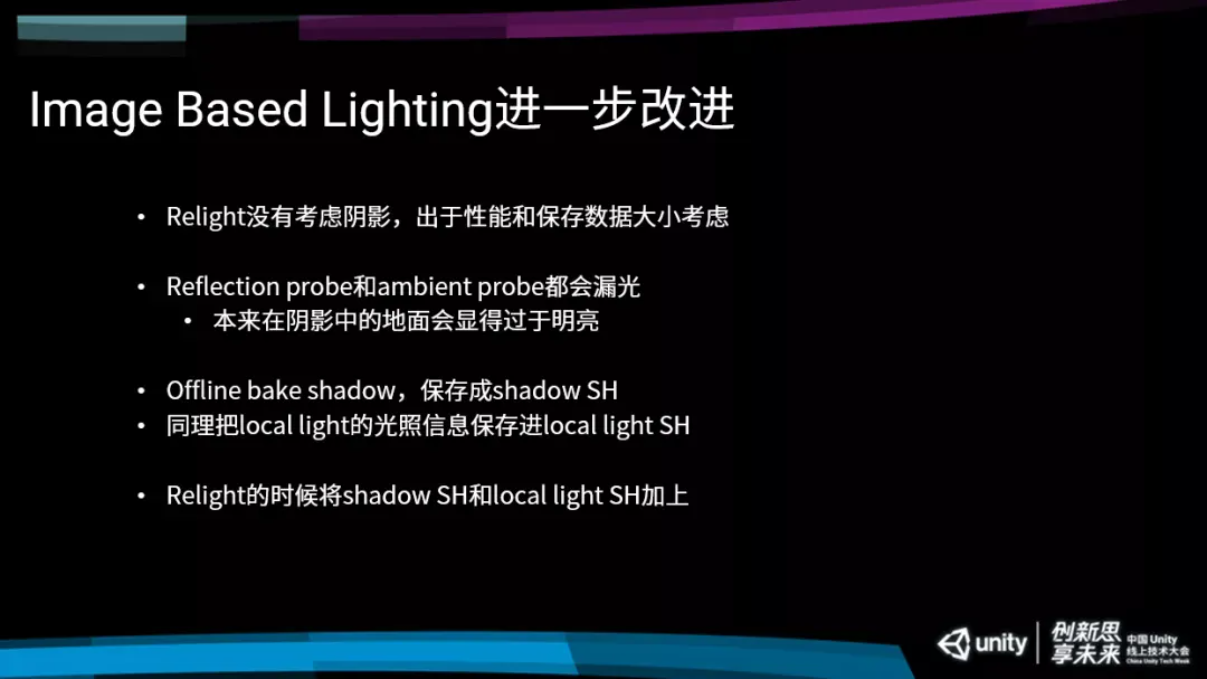 Image Based Lighting进一步改进
• Relight没有考虑阴影，出于性能和保存数据大小考虑
• Reflection probe和ambient probe都会漏光
• 本来在阴影中的地面会显得过于明亮
• Offline bake shadow，保存成shadow SH
• 同理把local light的光照信息保存进local light SH
• Relight的时候将shadow SH和local light SH加上
unity
创新思
享未来
中国 Unity
线上技术大会
China Unity Tech Week